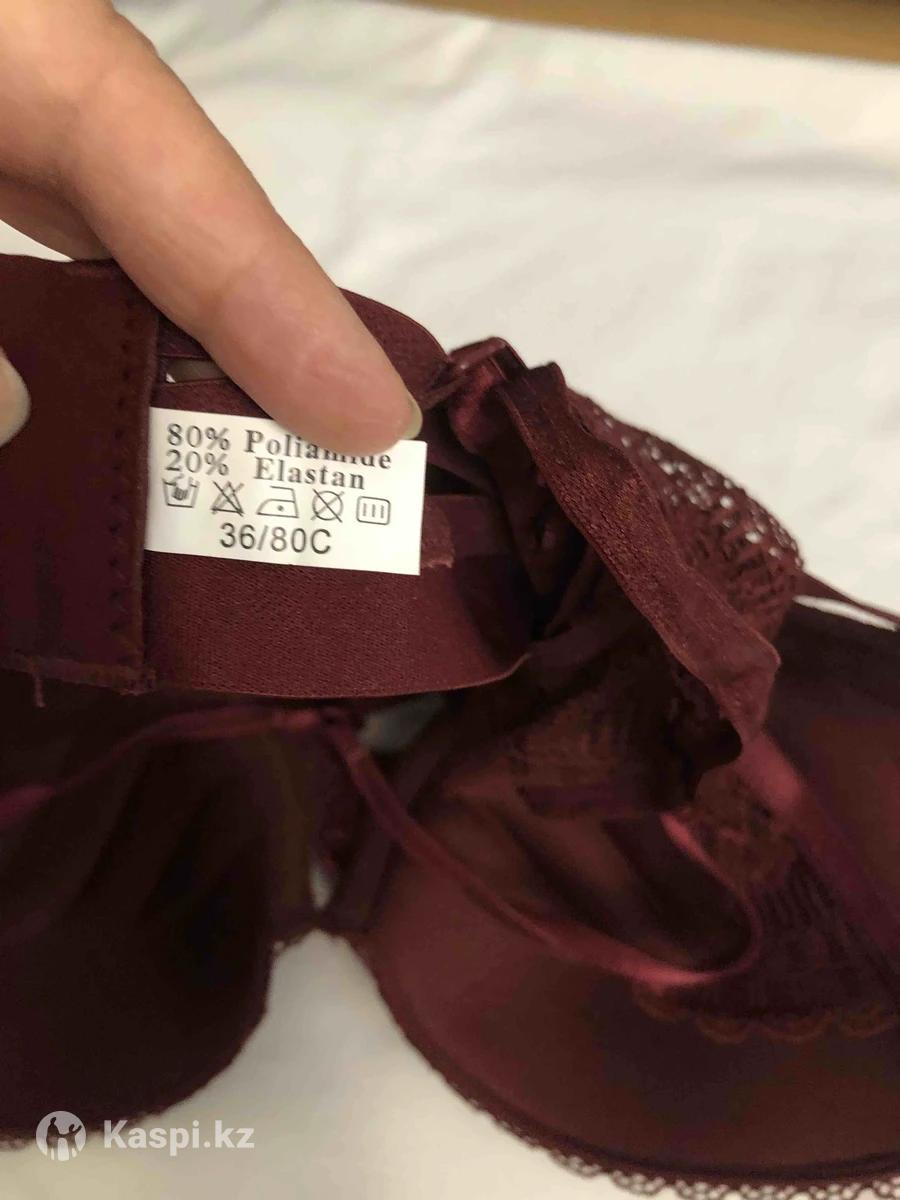 80% Poliamide
20% Elastan
36/80C
Kaspi.kz